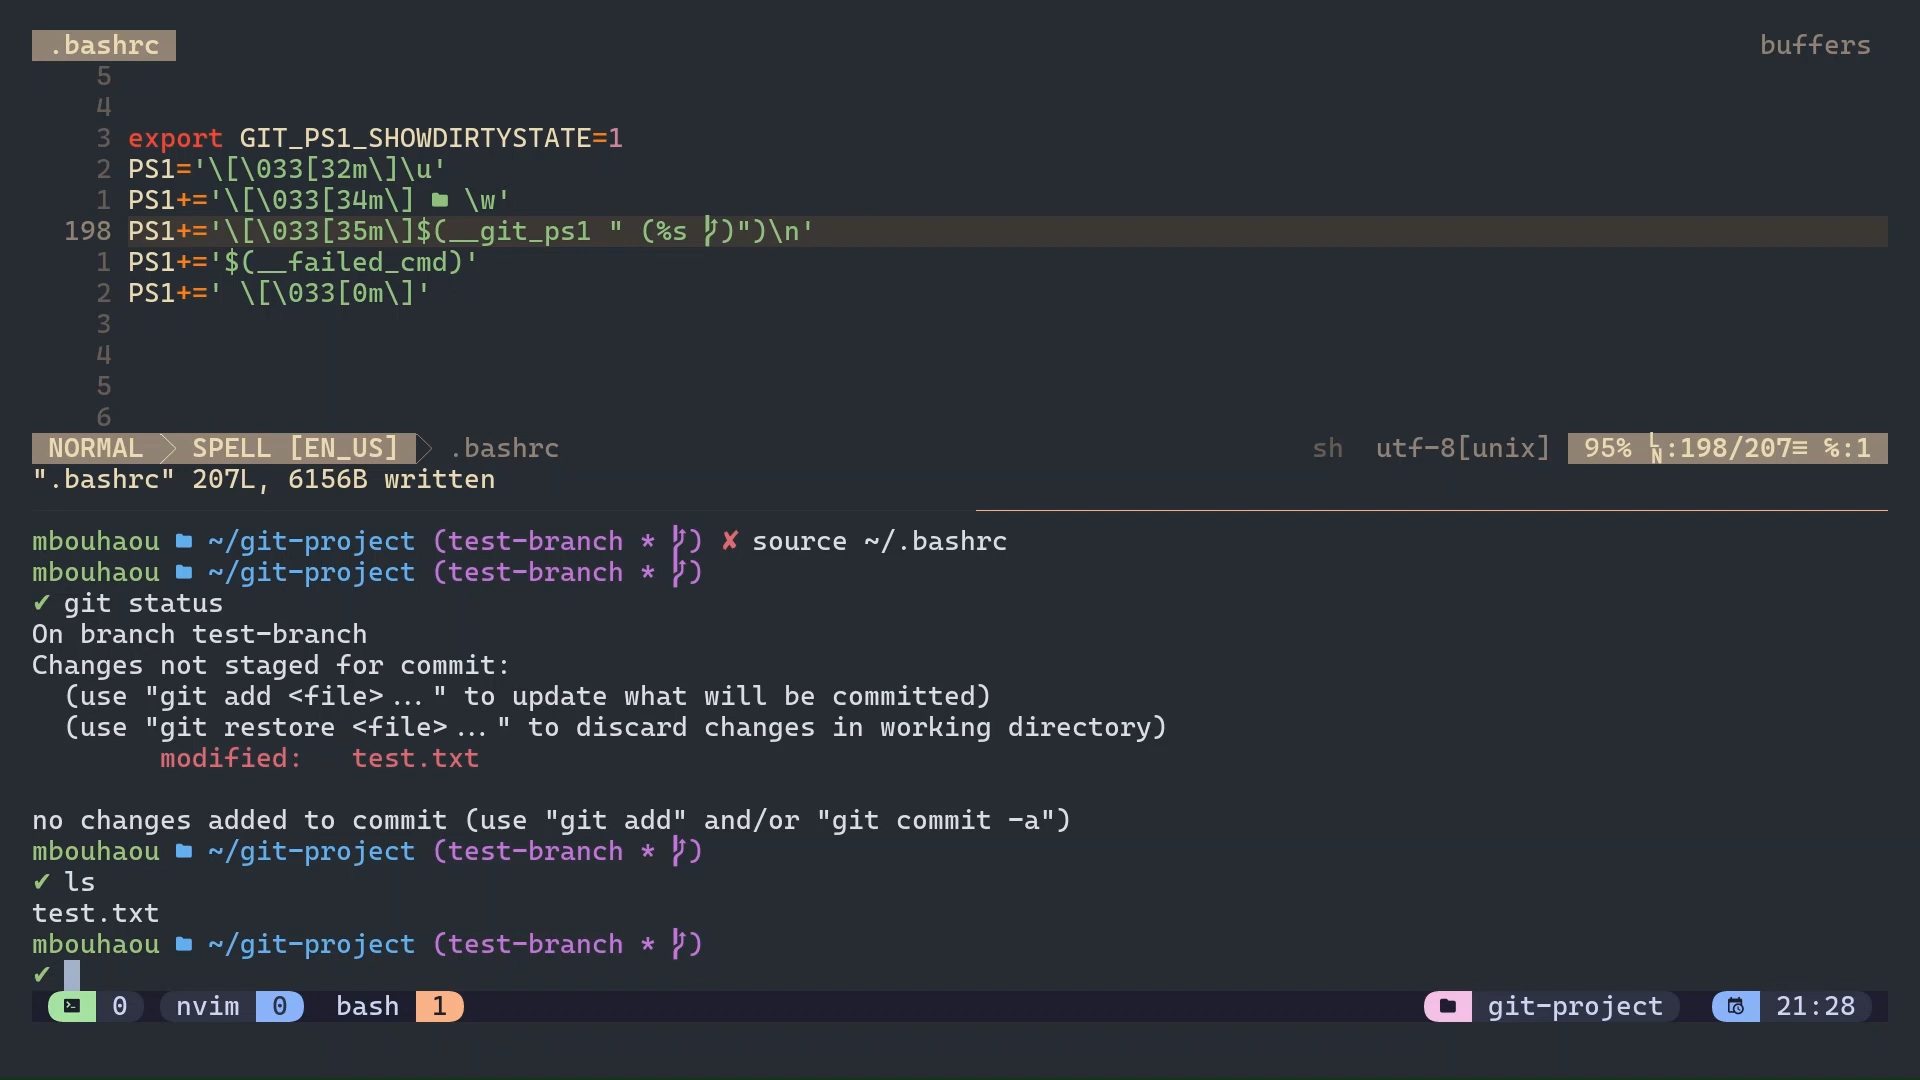 .bashrc buffers
5
4
3 export GIT_PS1_SHOWDIRTYSTATE=1
2 PS1='\[\033[32m\]\u'
1 PS1+='\[\033[34m\]  \w'
198 PS1+='\[\033[35m\]$(__git_ps1 " (%s )")\n'
1 PS1+='$(__failed_cmd)'
2 PS1+=' \[\033[0m\]'
3
4
5
6
NORMAL SPELL [EN_US] .bashrc sh utf-8[unix] 95% ␤:198/207≡ ℅:1
".bashrc" 207L, 6156B written
mbouhaou ~/git-project (test-branch * ) ✘ source ~/.bashrc
mbouhaou ~/git-project (test-branch * )
✔ git status
On branch test-branch
Changes not staged for commit:
(use "git add <file>..." to update what will be committed)
(use "git restore <file>..." to discard changes in working directory)
modified:   test.txt
no changes added to commit (use "git add" and/or "git commit -a")
mbouhaou ~/git-project (test-branch * )
✔ ls
test.txt
mbouhaou ~/git-project (test-branch * )
✔
0 nvim 0 bash 1 git-project 21:28